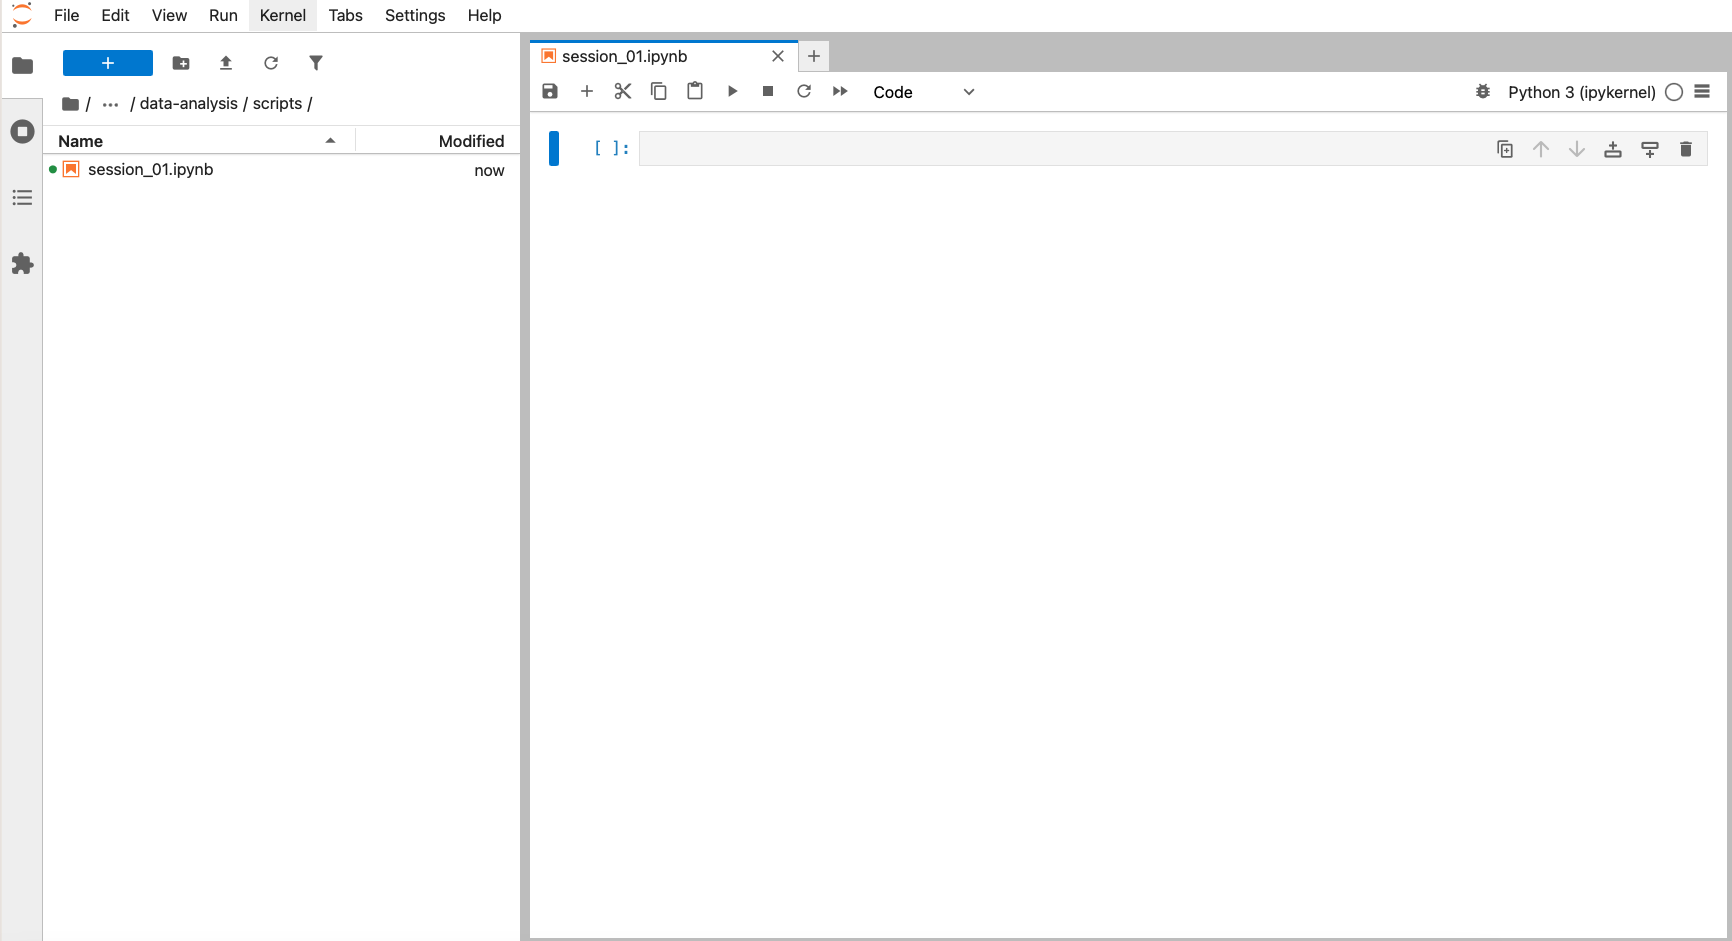 File Edit View Run Kernel Tabs Settings Help
/ ... / data-analysis / scripts /
Name Modified
session_01.ipynb now
session_01.ipynb
Code
Python 3 (ipykernel)
[ ]: